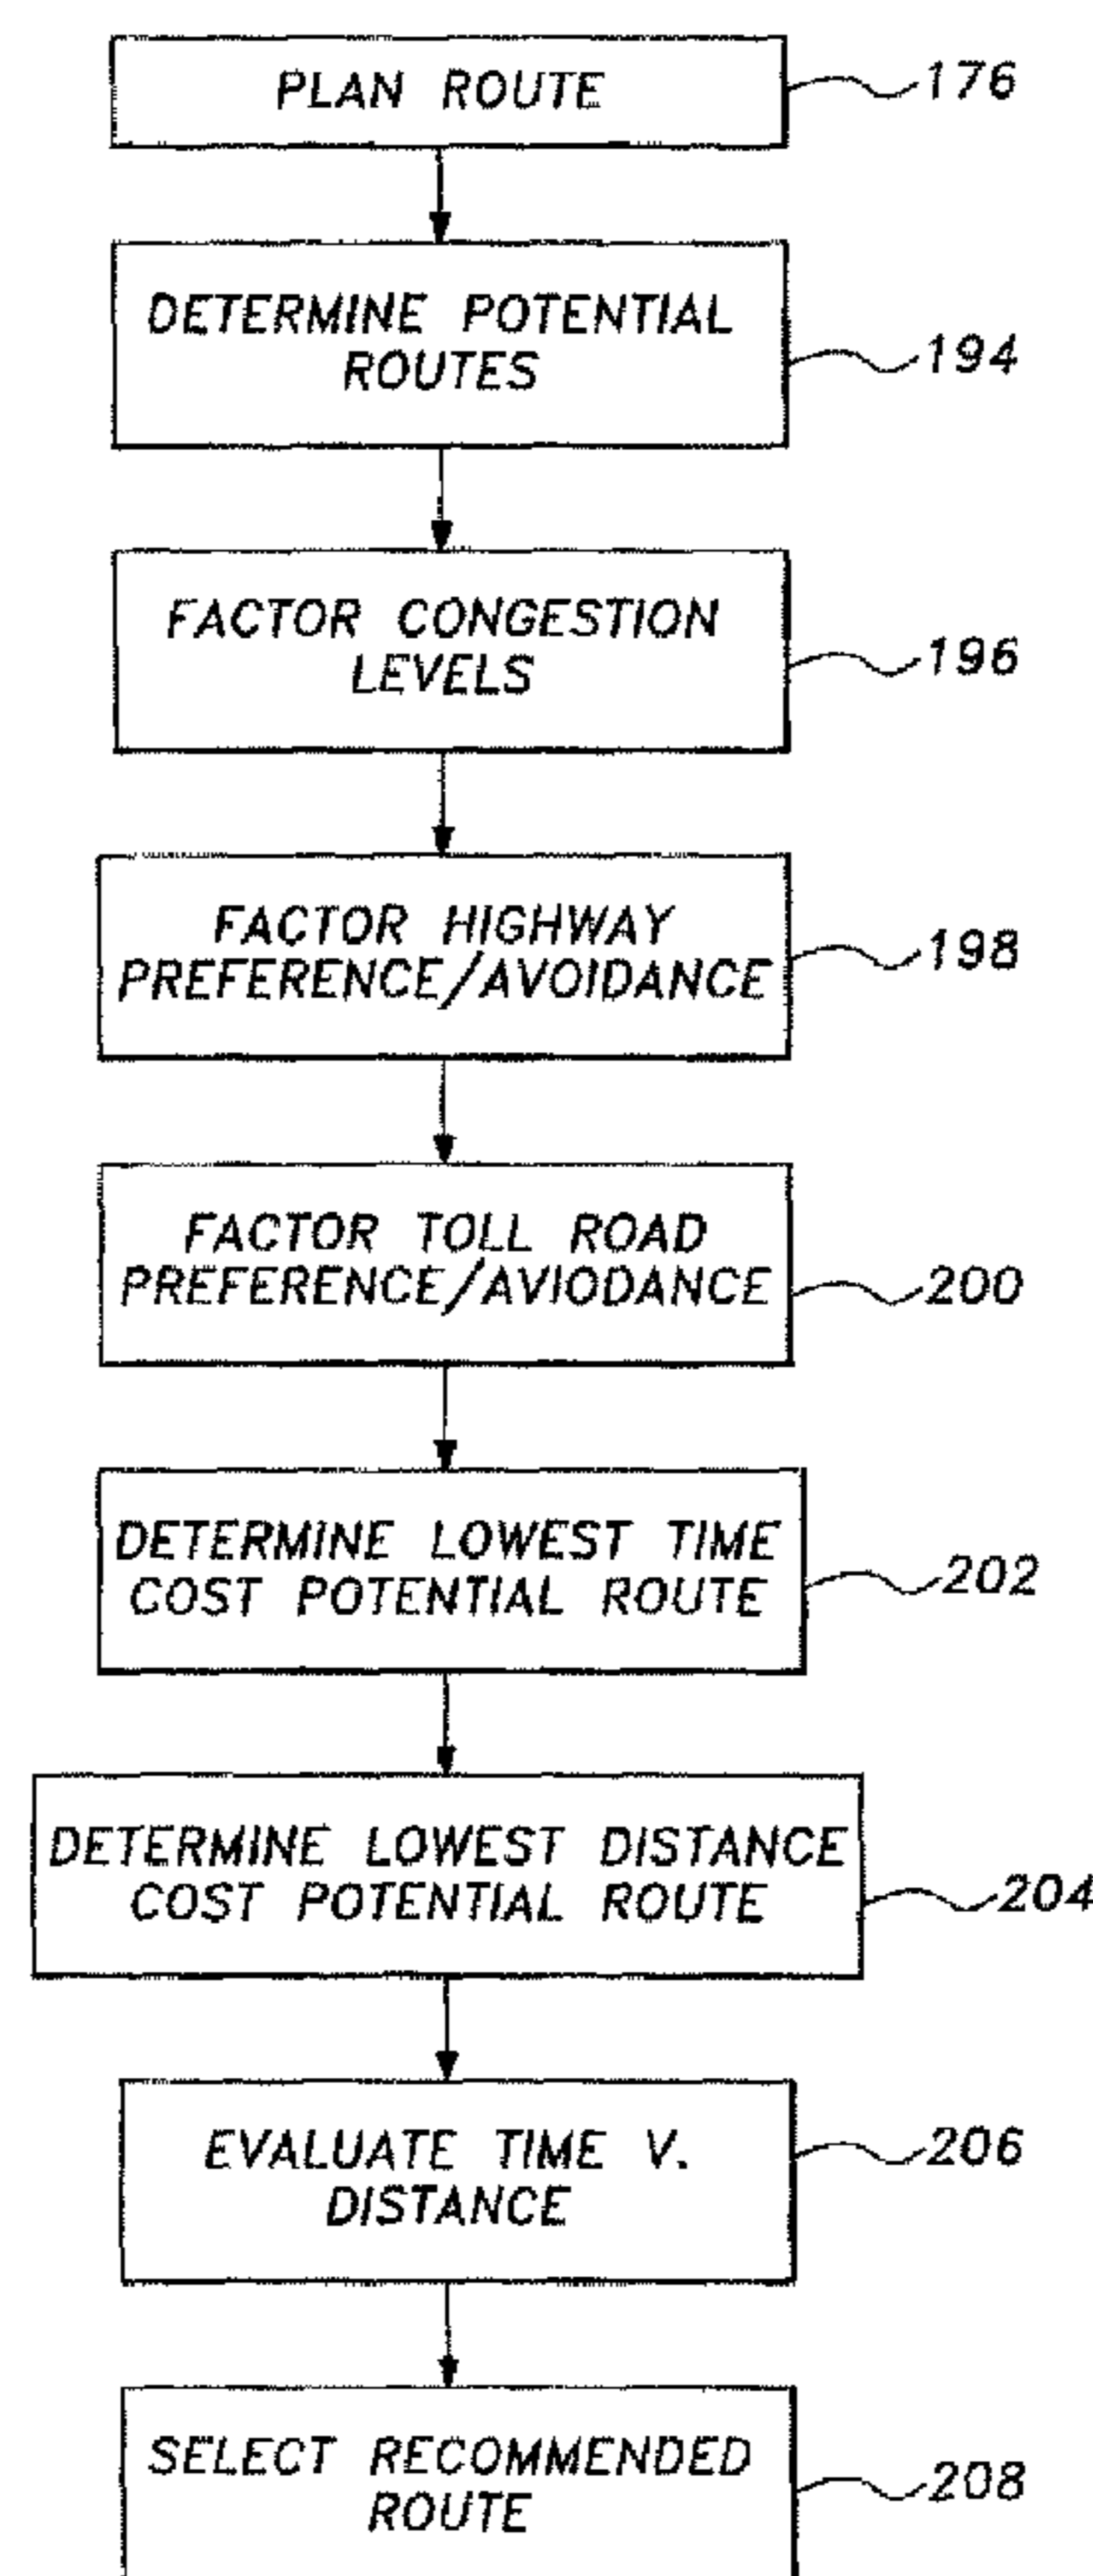 PLAN ROUTE
176
DETERMINE POTENTIAL
ROUTES
194
FACTOR CONGESTION
LEVELS
196
FACTOR HIGHWAY
PREFERENCE/AVOIDANCE
198
FACTOR TOLL ROAD
PREFERENCE/AVIODANCE
200
DETERMINE LOWEST TIME
COST POTENTIAL ROUTE
202
DETERMINE LOWEST DISTANCE
COST POTENTIAL ROUTE
204
EVALUATE TIME V.
DISTANCE
206
SELECT RECOMMENDED
ROUTE
208